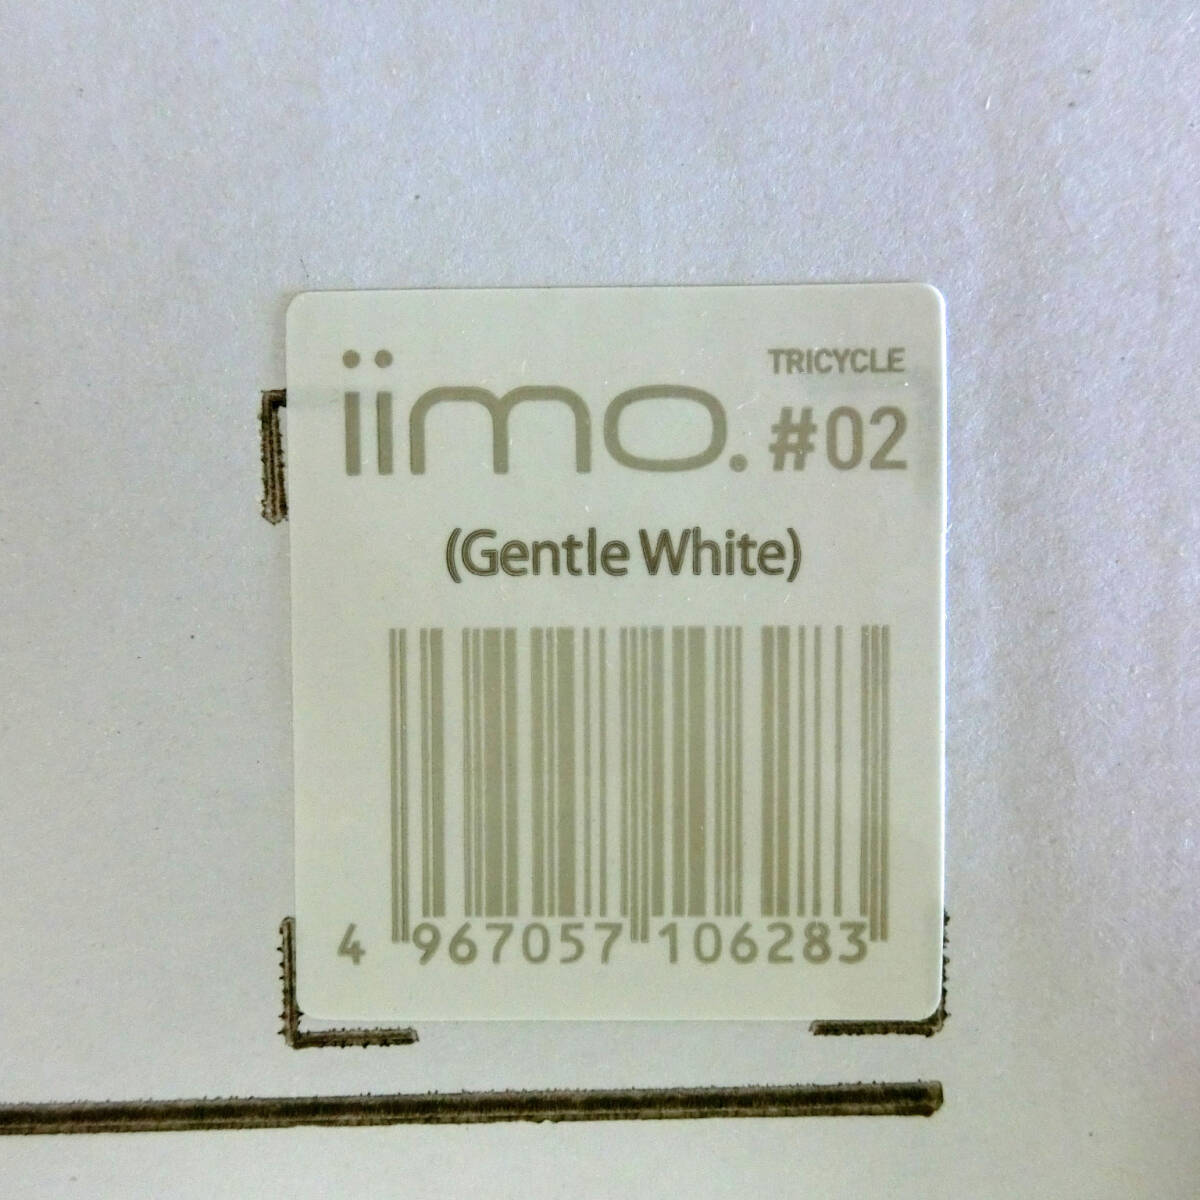 iimo. TRICYCLE #02
(Gentle White)
4 967057 106283